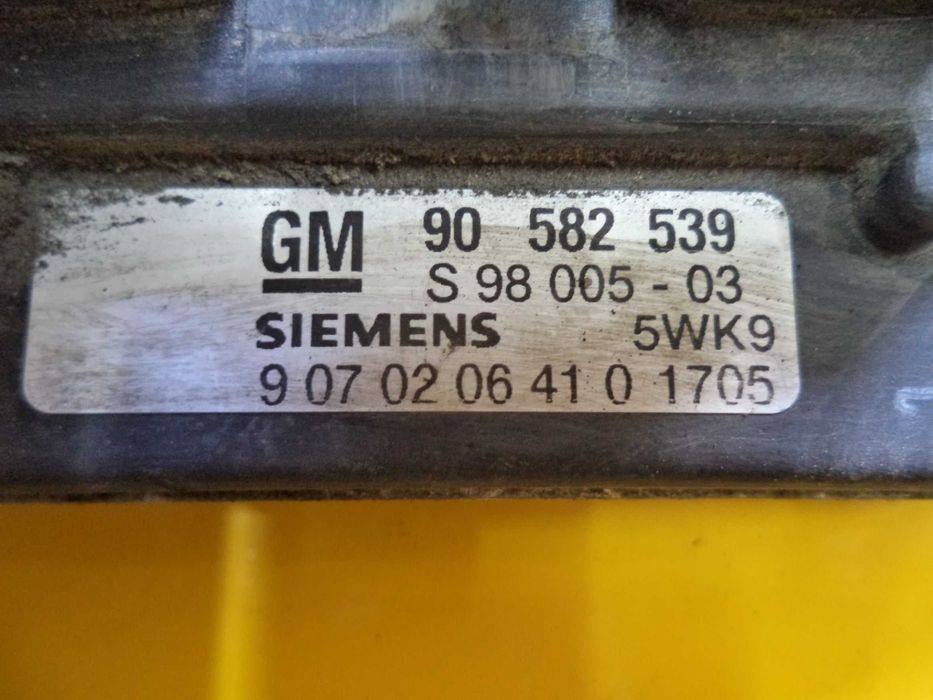 GM 90 582 539
S 98 005 - 03
SIEMENS 5WK9
9 07 02 06 41 0 1705